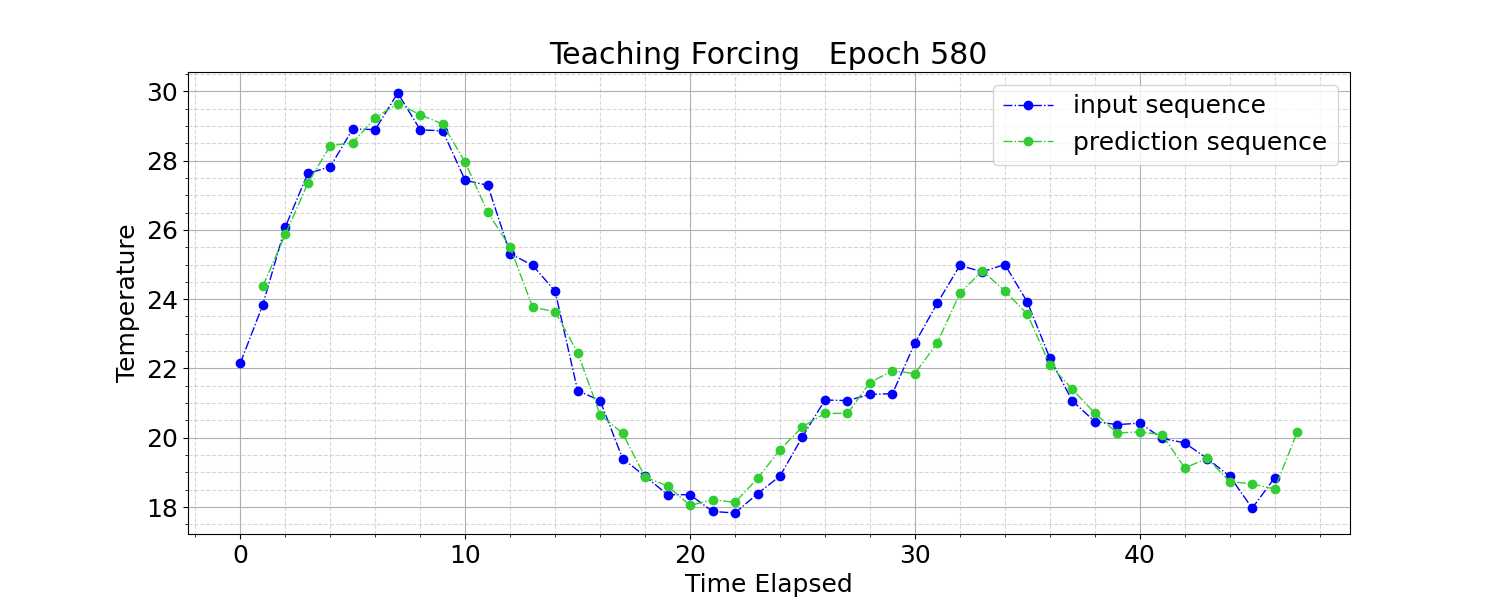 Teaching Forcing   Epoch 580
30
28
26
24
22
20
18
Temperature
input sequence
prediction sequence
0 10 20 30 40
Time Elapsed